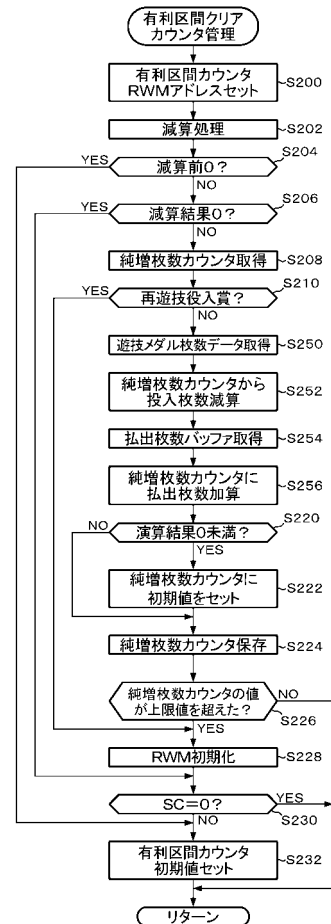 有利区間クリア
カウンタ管理
有利区間カウンタ
RWMアドレスセット
S200
減算処理
S202
YES
減算前0？
S204
NO
YES
減算結果0？
S206
NO
純増枚数カウンタ取得
S208
YES
再遊技役入賞？
S210
NO
遊技メダル枚数データ取得
S250
純増枚数カウンタから
投入枚数減算
S252
払出枚数バッファ取得
S254
純増枚数カウンタに
払出枚数加算
S256
NO
演算結果0未満？
S220
YES
純増枚数カウンタに
初期値をセット
S222
純増枚数カウンタ保存
S224
純増枚数カウンタの値
が上限値を超えた？
NO
S226
YES
RWM初期化
S228
SC=0？
YES
S230
NO
有利区間カウンタ
初期値セット
S232
リターン